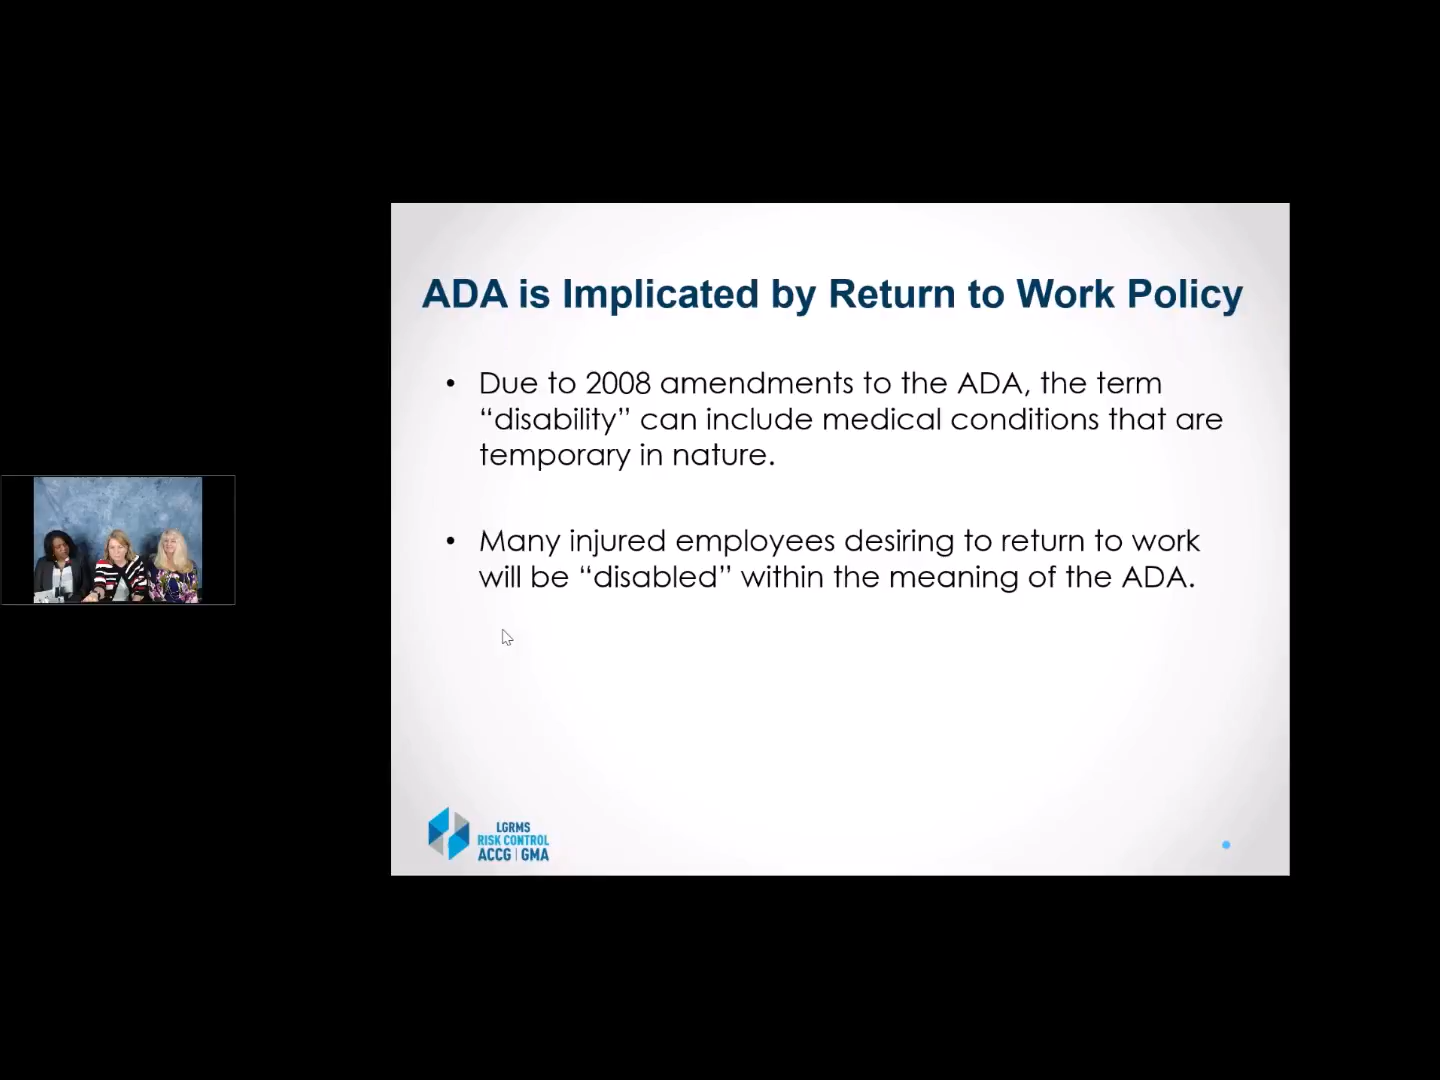 ADA is Implicated by Return to Work Policy
• Due to 2008 amendments to the ADA, the term
“disability” can include medical conditions that are
temporary in nature.
• Many injured employees desiring to return to work
will be “disabled” within the meaning of the ADA.
LGRMS
RISK CONTROL
ACCG | GMA